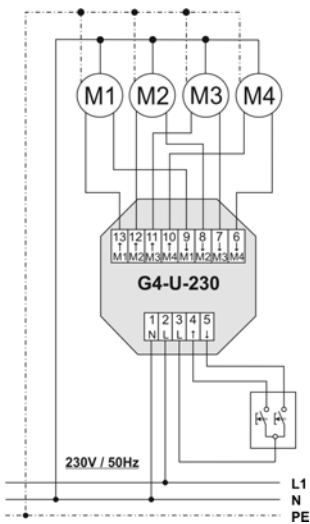 M1 M2 M3 M4
13 12 11 10 9 8 7 6
↑ ↑ ↑ ↑ ↓ ↓ ↓ ↓
M1 M2 M3 M4 M1 M2 M3 M4
G4-U-230
1 2 3 4 5
N L L ↑ ↓
230V / 50Hz
L1
N
PE